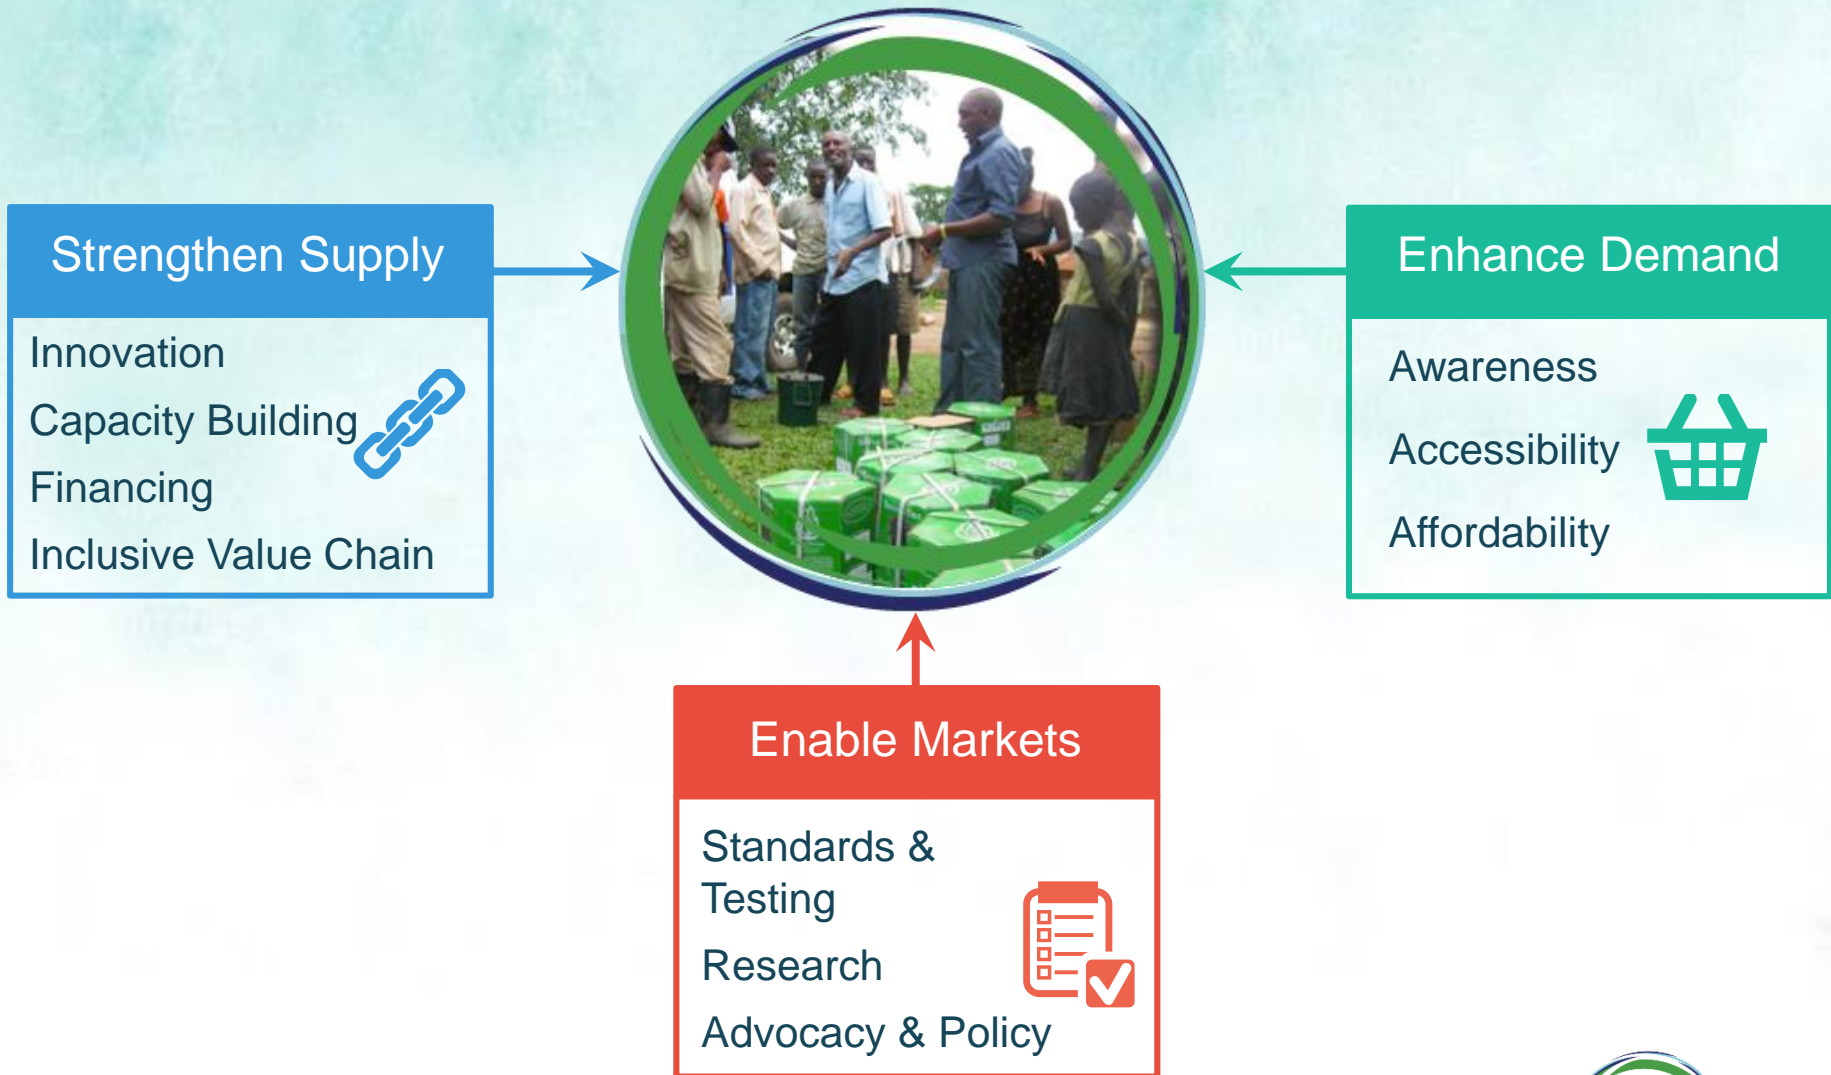 Strengthen Supply
Innovation
Capacity Building
Financing
Inclusive Value Chain
Enhance Demand
Awareness
Accessibility
Affordability
Enable Markets
Standards &
Testing
Research
Advocacy & Policy